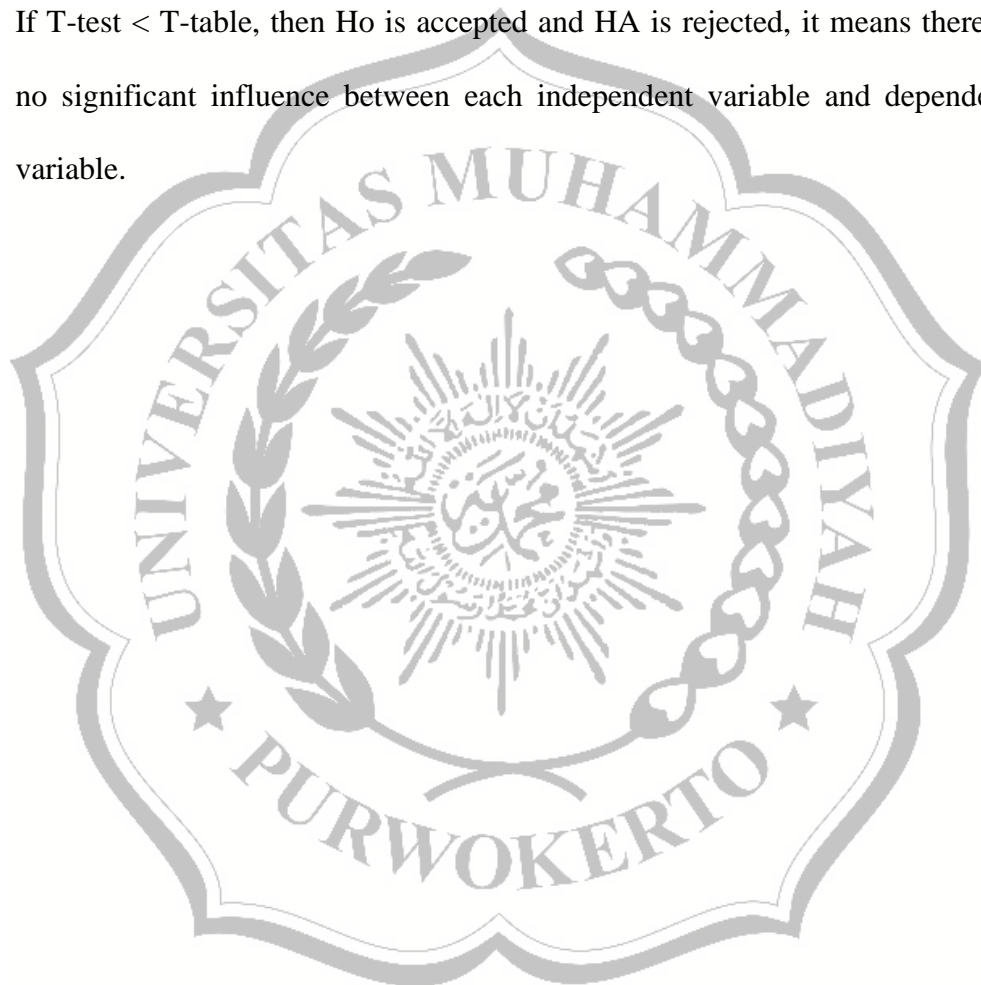 If T-test < T-table, then Ho is accepted and HA is rejected, it means there
no significant influence between each independent variable and depende
variable.
UNIVERSITAS MUHAMMADIYAH
PURWOKERTO